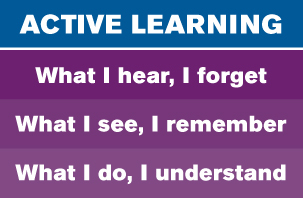 ACTIVE LEARNING
What I hear, I forget
What I see, I remember
What I do, I understand